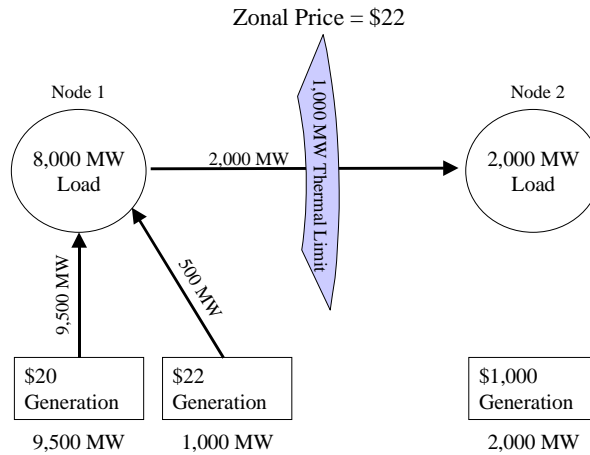 Zonal Price = $22
Node 1
Node 2
1,000 MW Thermal Limit
8,000 MW
Load
2,000 MW
2,000 MW
Load
9,500 MW
500 MW
$20
Generation
$22
Generation
$1,000
Generation
9,500 MW
1,000 MW
2,000 MW